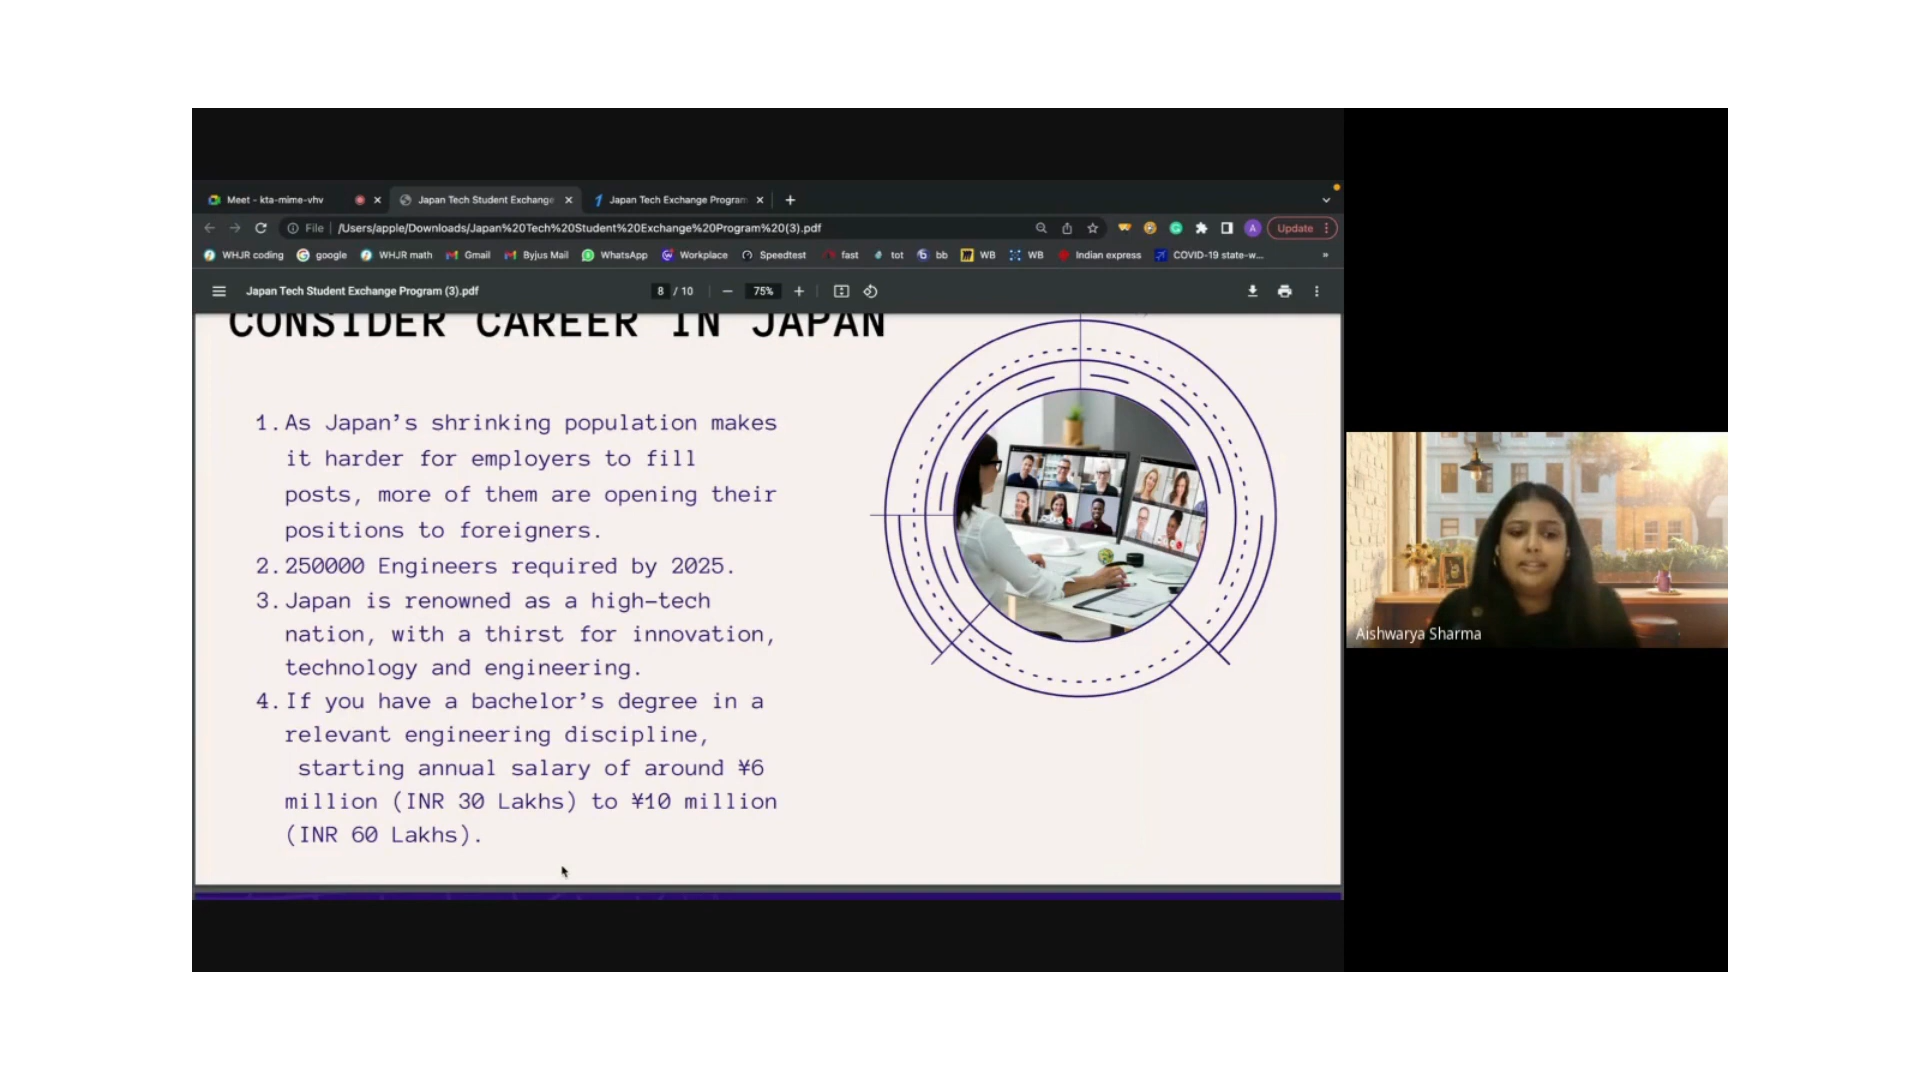 Meet - kta-mime-vhv
Japan Tech Student Exchange
Japan Tech Exchange Program
File
/Users/apple/Downloads/Japan%20Tech%20Student%20Exchange%20Program%20(3).pdf
A
Update
WHJR coding
google
WHJR math
Gmail
Byjus Mail
WhatsApp
Workplace
Speedtest
fast
tot
bb
WB
WB
Indian express
COVID-19 state-w...
»
Japan Tech Student Exchange Program (3).pdf
8 / 10
75%
CONSIDER CAREER IN JAPAN
1. As Japan’s shrinking population makes
it harder for employers to fill
posts, more of them are opening their
positions to foreigners.
2. 250000 Engineers required by 2025.
3. Japan is renowned as a high-tech
nation, with a thirst for innovation,
technology and engineering.
4. If you have a bachelor’s degree in a
relevant engineering discipline,
starting annual salary of around ¥6
million (INR 30 Lakhs) to ¥10 million
(INR 60 Lakhs).
Aishwarya Sharma